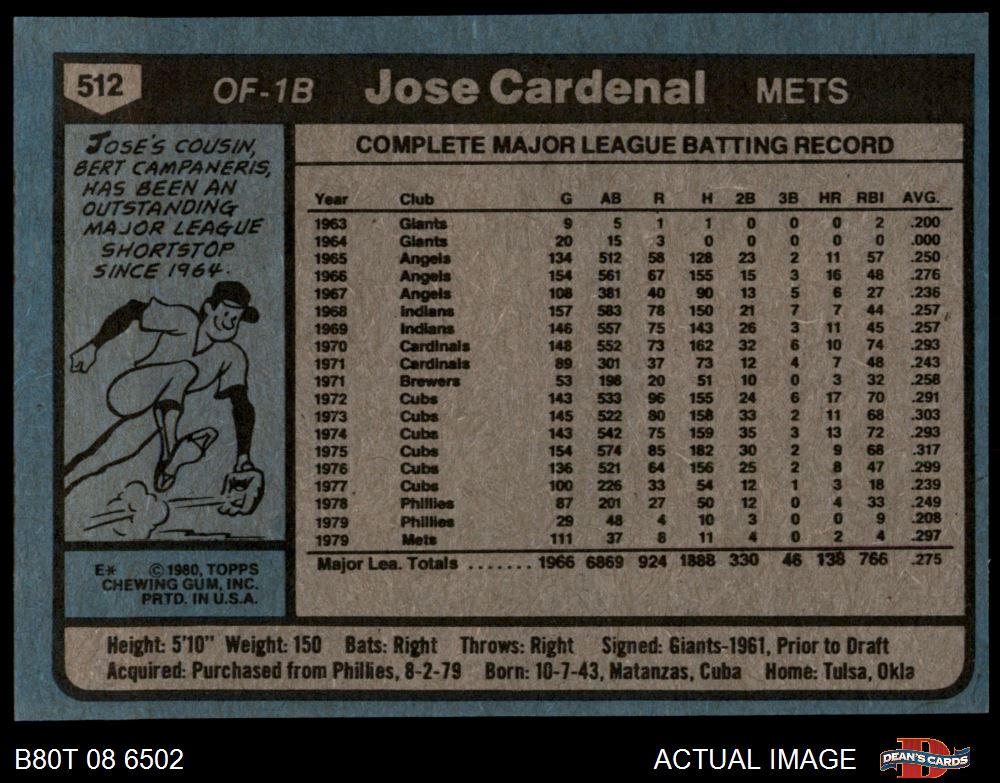 512 OF-1B Jose Cardenal METS
JOSE'S COUSIN,
BERT CAMPANERIS,
HAS BEEN AN
OUTSTANDING
MAJOR LEAGUE
SHORTSTOP
SINCE 1964.
E* © 1980, TOPPS
CHEWING GUM, INC.
PRTD. IN U.S.A.
COMPLETE MAJOR LEAGUE BATTING RECORD
Year Club G AB R H 2B 3B HR RBI AVG.
1963 Giants 9 5 1 1 0 0 0 2 .200
1964 Giants 20 15 3 0 0 0 0 0 .000
1965 Angels 134 512 58 128 23 2 11 57 .250
1966 Angels 154 561 67 155 15 3 16 48 .276
1967 Angels 108 381 40 90 13 5 6 27 .236
1968 Indians 157 583 78 150 21 7 7 44 .257
1969 Indians 146 557 75 143 26 3 11 45 .257
1970 Cardinals 148 552 73 162 32 6 10 74 .293
1971 Cardinals 89 301 37 73 12 4 7 48 .243
1971 Brewers 53 198 20 51 10 0 3 32 .258
1972 Cubs 143 533 96 155 24 6 17 70 .291
1973 Cubs 145 522 80 158 33 2 11 68 .303
1974 Cubs 143 542 75 159 35 3 13 72 .293
1975 Cubs 154 574 85 182 30 2 9 68 .317
1976 Cubs 136 521 64 156 25 2 8 47 .299
1977 Cubs 100 226 33 54 12 1 3 18 .239
1978 Phillies 87 201 27 50 12 0 4 33 .249
1979 Phillies 29 48 4 10 3 0 0 9 .208
1979 Mets 111 37 8 11 4 0 2 4 .297
Major Lea. Totals ....... 1966 6869 924 1888 330 46 138 766 .275
Height: 5'10" Weight: 150 Bats: Right Throws: Right Signed: Giants-1961, Prior to Draft
Acquired: Purchased from Phillies, 8-2-79 Born: 10-7-43, Matanzas, Cuba Home: Tulsa, Okla
B80T 08 6502 ACTUAL IMAGE DEAN'S CARDS